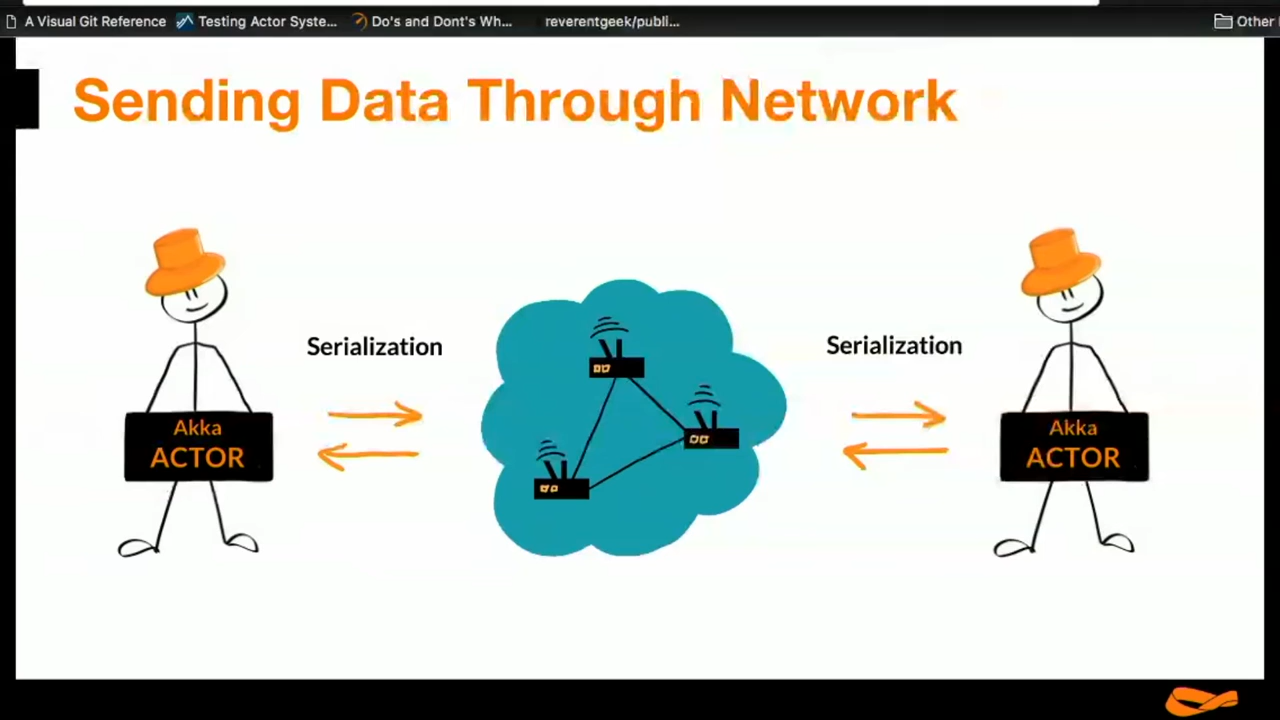 A Visual Git Reference
Testing Actor Syste...
Do's and Dont's Wh...
reverentgeek/publi...
Other
Sending Data Through Network
Serialization
Serialization
Akka
ACTOR
Akka
ACTOR